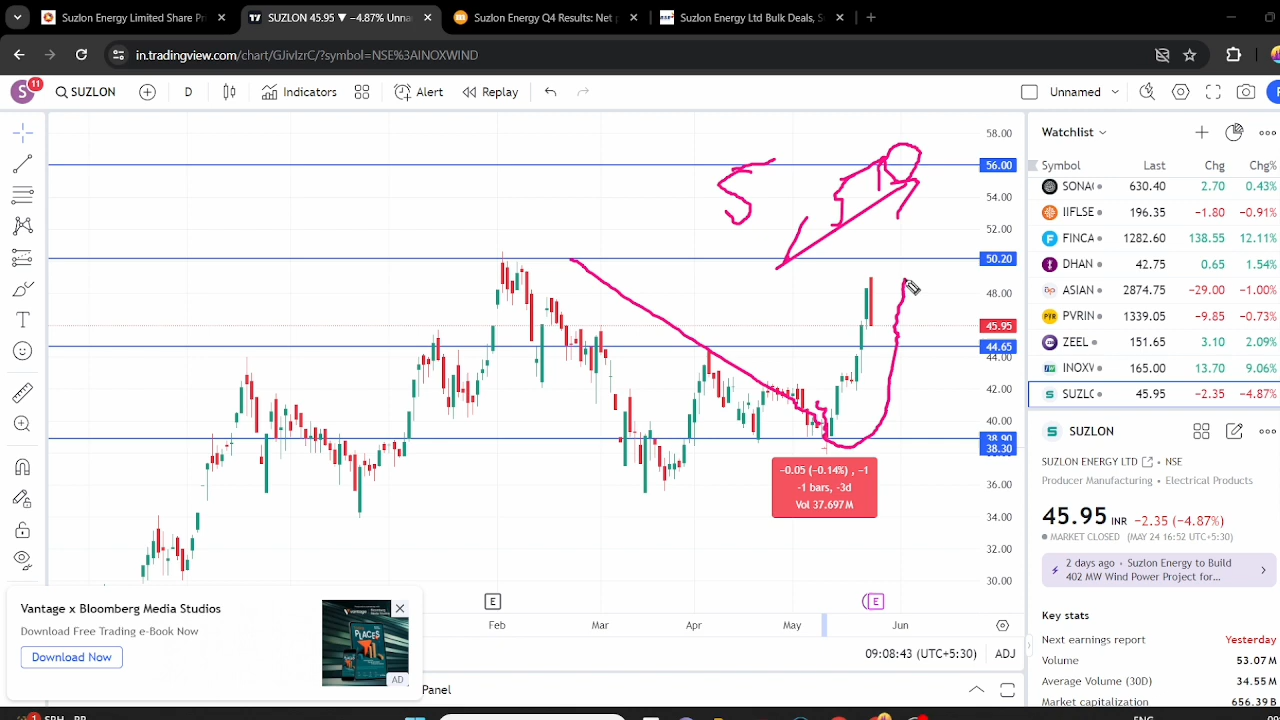 Suzlon Energy Limited Share Pr
SUZLON 45.95 ▼ −4.87% Unna
Suzlon Energy Q4 Results: Net p
Suzlon Energy Ltd Bulk Deals, S
in.tradingview.com/chart/GJivIzrC/?symbol=NSE%3AINOXWIND
S
11
SUZLON
D
Indicators
Alert
Replay
Unnamed
58.00
56.00
54.00
52.00
50.20
48.00
45.95
44.65
44.00
42.00
40.00
38.90
38.30
36.00
34.00
32.00
30.00
S
-0.05 (-0.14%) , -1
-1 bars, -3d
Vol 37.697M
E
E
Feb
Mar
Apr
May
Jun
09:08:43 (UTC+5:30)
ADJ
Panel
Vantage x Bloomberg Media Studios
Download Free Trading e-Book Now
Download Now
PLACES
AD
Watchlist
Symbol Last Chg Chg%
SONA 630.40 2.70 0.43%
IIFLSE 196.35 −1.80 −0.91%
FINCA 1282.60 138.55 12.11%
DHAN 42.75 0.65 1.54%
ASIAN 2874.75 −29.00 −1.00%
PVRIN 1339.05 −9.85 −0.73%
ZEEL 151.65 3.10 2.09%
INOXW 165.00 13.70 9.06%
SUZLC 45.95 −2.35 −4.87%
SUZLON
SUZLON ENERGY LTD • NSE
Producer Manufacturing • Electrical Products
45.95 INR −2.35 (−4.87%)
MARKET CLOSED (MAY 24 16:52 UTC+5:30)
2 days ago • Suzlon Energy to Build
402 MW Wind Power Project for...
Key stats
Next earnings report Yesterday
Volume 53.07M
Average Volume (30D) 34.55M
Market capitalization 656.39B
ENG